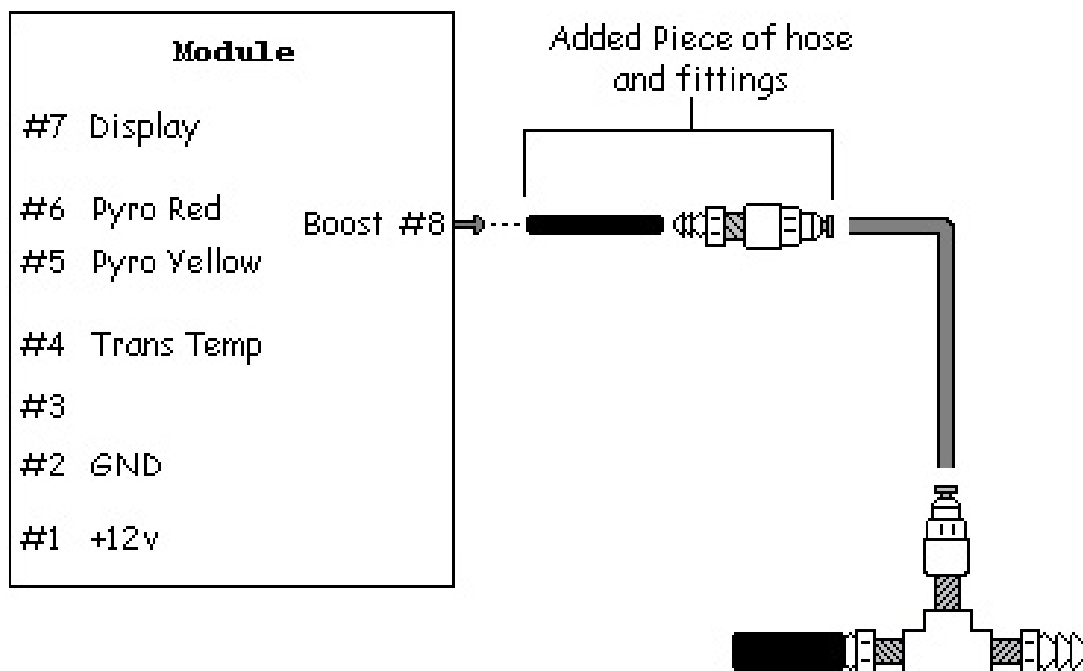 Module
Added Piece of hose
and fittings
#7 Display
#6 Pyro Red
Boost #8
#5 Pyro Yellow
#4 Trans Temp
#3
#2 GND
#1 +12v